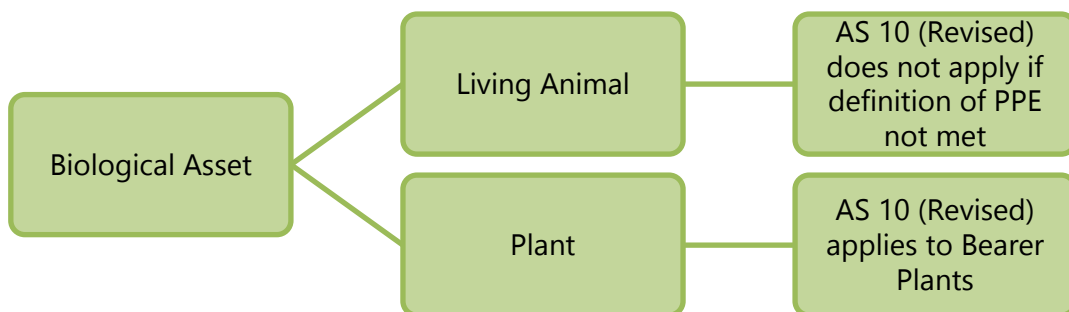 Biological Asset
Living Animal
AS 10 (Revised)
does not apply if
definition of PPE
not met
Plant
AS 10 (Revised)
applies to Bearer
Plants